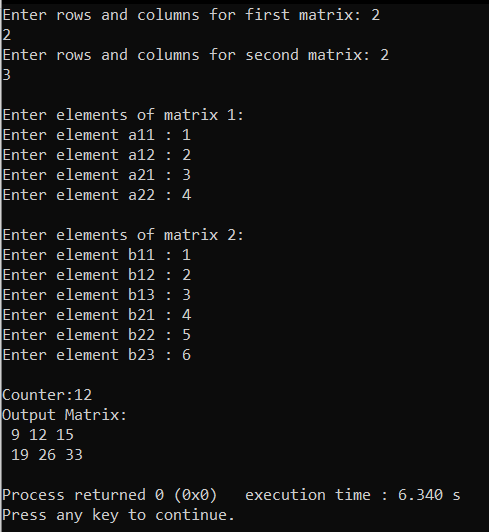 Enter rows and columns for first matrix: 2
2
Enter rows and columns for second matrix: 2
3
Enter elements of matrix 1:
Enter element a11 : 1
Enter element a12 : 2
Enter element a21 : 3
Enter element a22 : 4
Enter elements of matrix 2:
Enter element b11 : 1
Enter element b12 : 2
Enter element b13 : 3
Enter element b21 : 4
Enter element b22 : 5
Enter element b23 : 6
Counter:12
Output Matrix:
9 12 15
19 26 33
Process returned 0 (0x0)   execution time : 6.340 s
Press any key to continue.